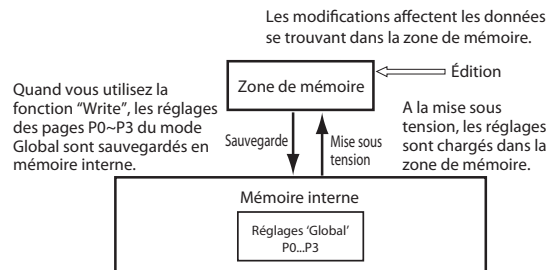 Les modifications affectent les données
se trouvant dans la zone de mémoire.
Zone de mémoire
Édition
Quand vous utilisez la
fonction “Write”, les réglages
des pages P0~P3 du mode
Global sont sauvegardés en
mémoire interne.
Sauvegarde
Mise sous
tension
A la mise sous
tension, les réglages
sont chargés dans la
zone de mémoire.
Mémoire interne
Réglages ‘Global’
P0...P3